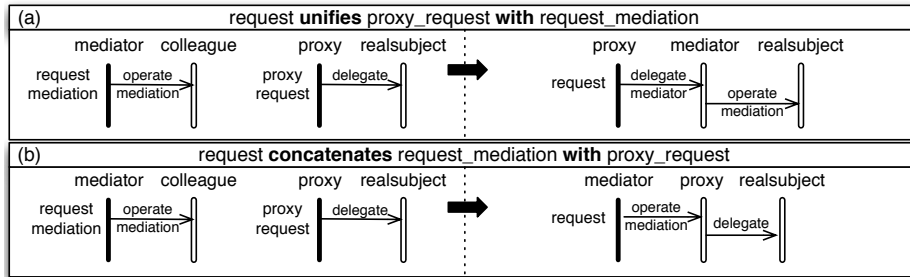 (a) request unifies proxy_request with request_mediation
mediator colleague proxy realsubject proxy mediator realsubject
request mediation operate mediation proxy request delegate request delegate mediator operate mediation
(b) request concatenates request_mediation with proxy_request
mediator colleague proxy realsubject mediator proxy realsubject
request mediation operate mediation proxy request delegate request operate mediation delegate